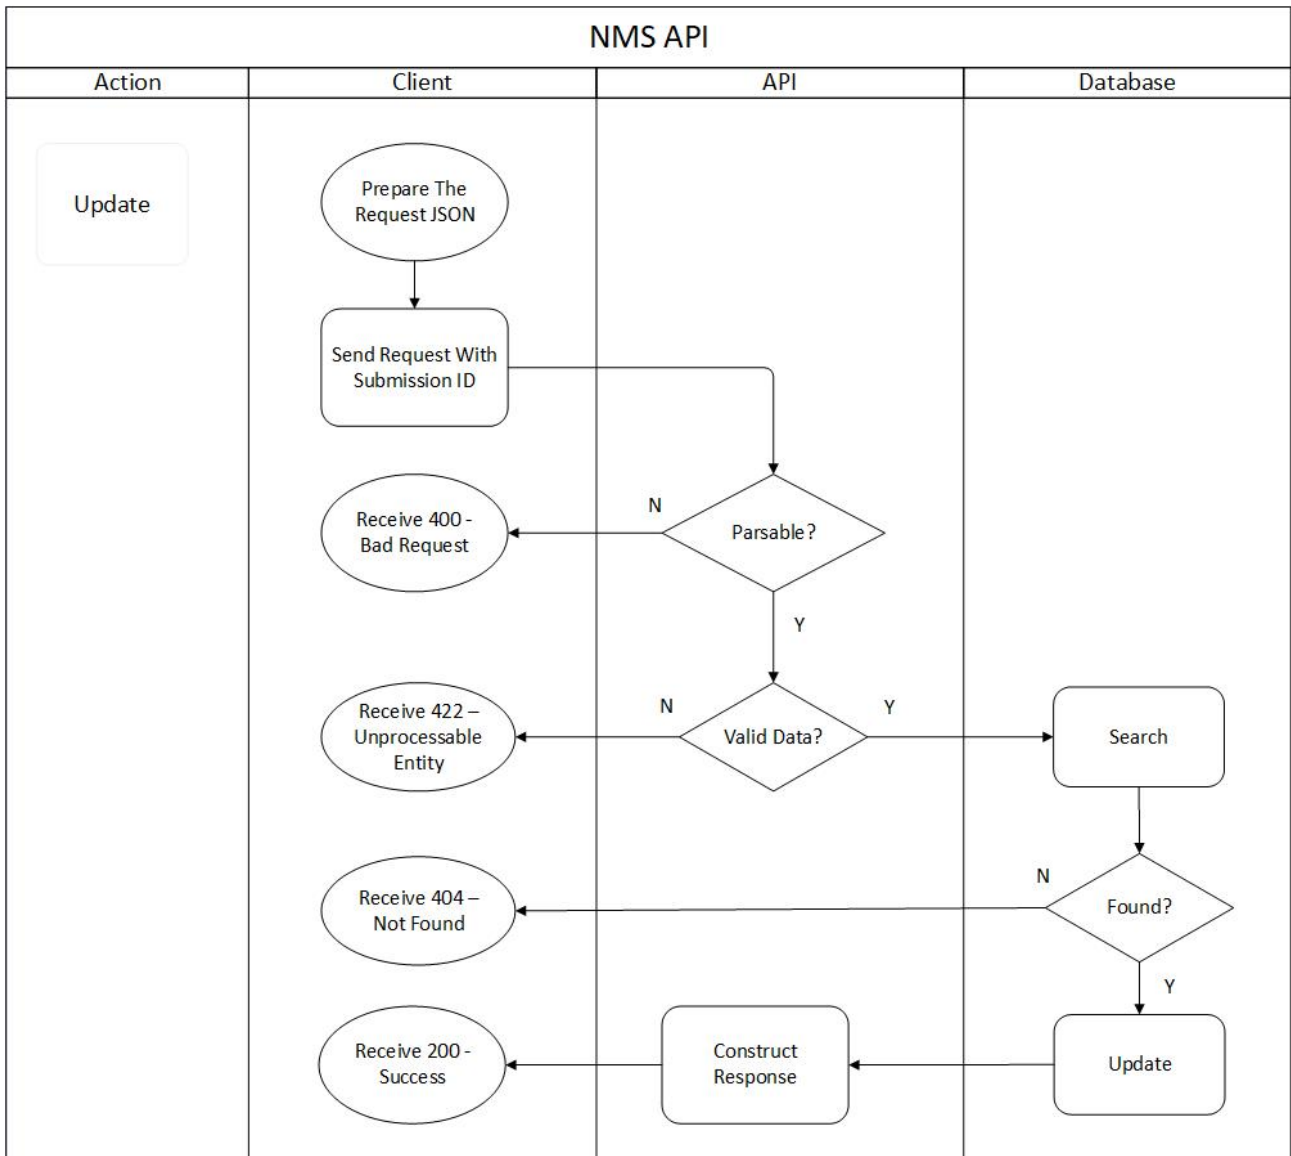 NMS API
Action
Client
API
Database
Update
Prepare The
Request JSON
Send Request With
Submission ID
Receive 400 -
Bad Request
N
Parsable?
Y
Receive 422 –
Unprocessable
Entity
N
Valid Data?
Y
Search
Receive 404 –
Not Found
N
Found?
Y
Receive 200 -
Success
Construct
Response
Update